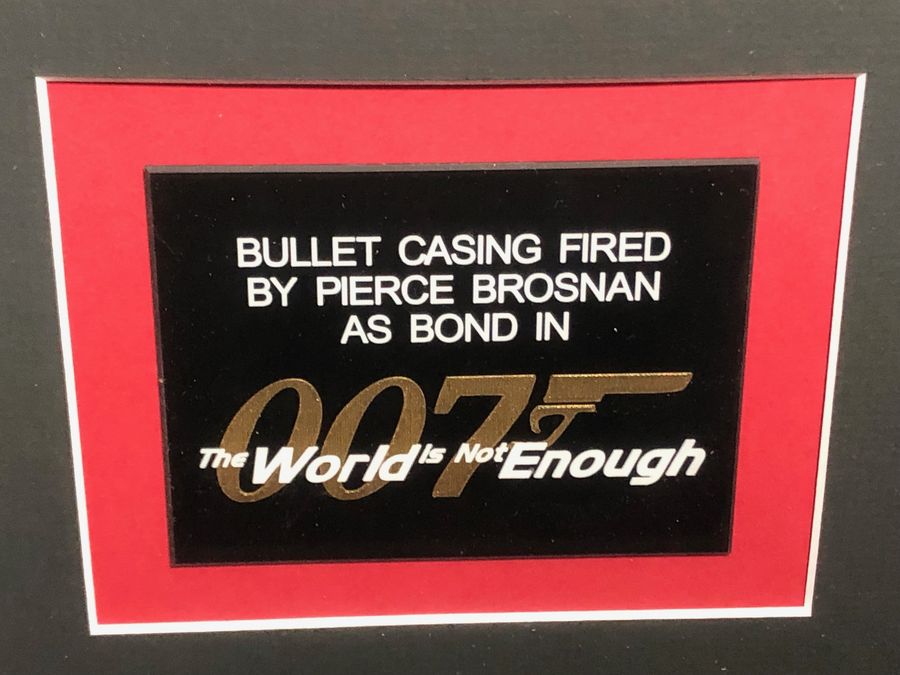 BULLET CASING FIRED
BY PIERCE BROSNAN
AS BOND IN
007
The World is Not Enough